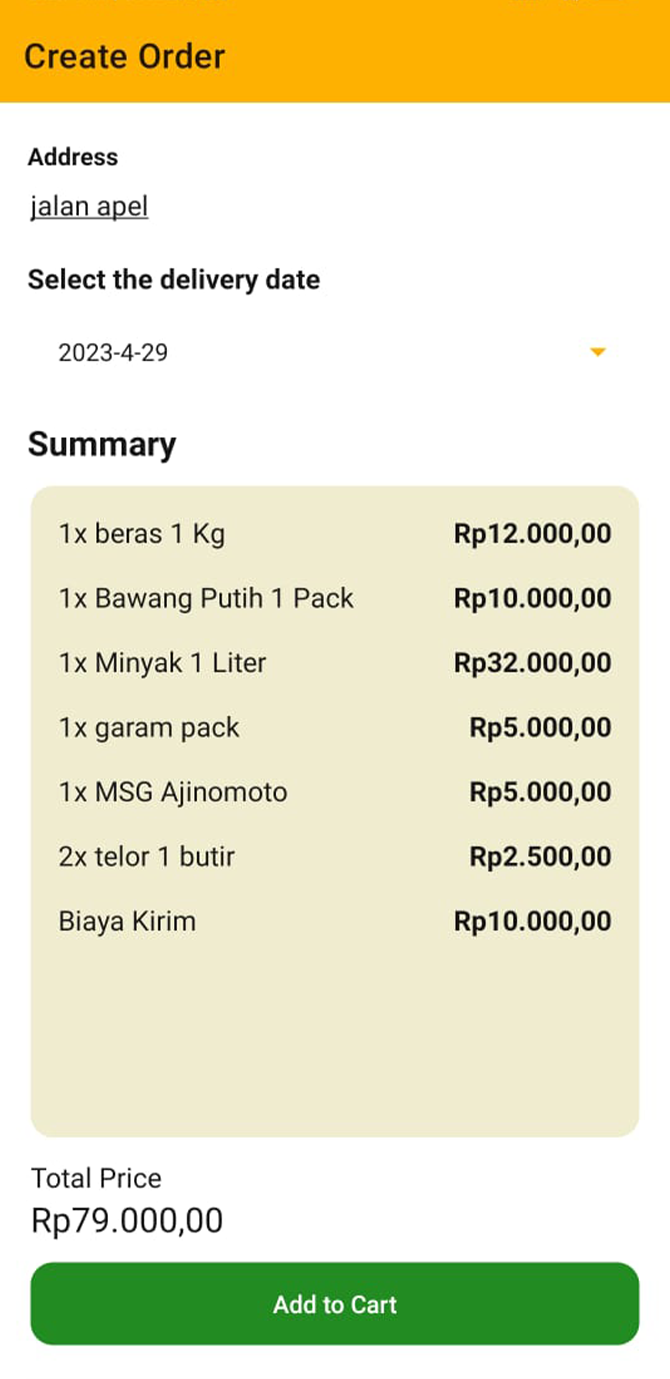 Create Order
Address
jalan apel
Select the delivery date
2023-4-29
Summary
1x beras 1 Kg Rp12.000,00
1x Bawang Putih 1 Pack Rp10.000,00
1x Minyak 1 Liter Rp32.000,00
1x garam pack Rp5.000,00
1x MSG Ajinomoto Rp5.000,00
2x telor 1 butir Rp2.500,00
Biaya Kirim Rp10.000,00
Total Price
Rp79.000,00
Add to Cart